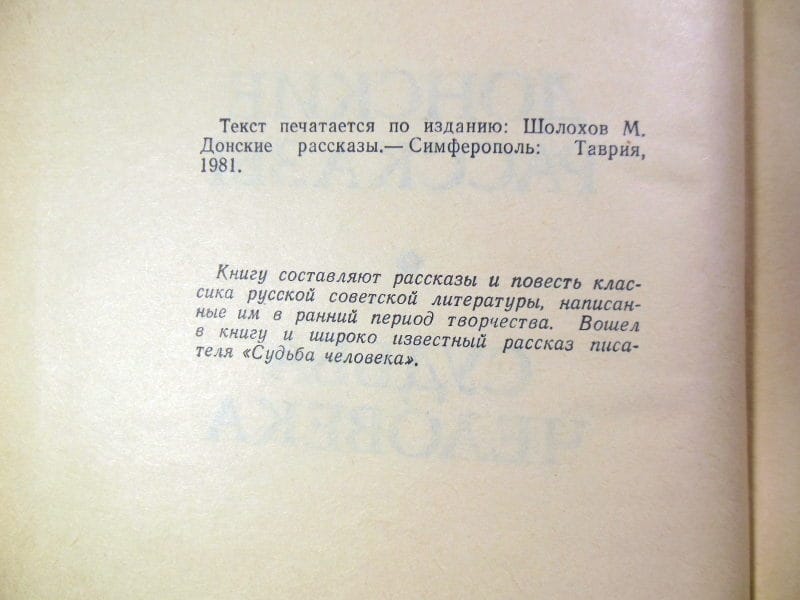 Текст печатается по изданию: Шолохов М.
Донские рассказы.— Симферополь: Таврия,
1981.
Книгу составляют рассказы и повесть клас-
сика русской советской литературы, написан-
ные им в ранний период творчества. Вошел
в книгу и широко известный рассказ писа-
теля «Судьба человека».